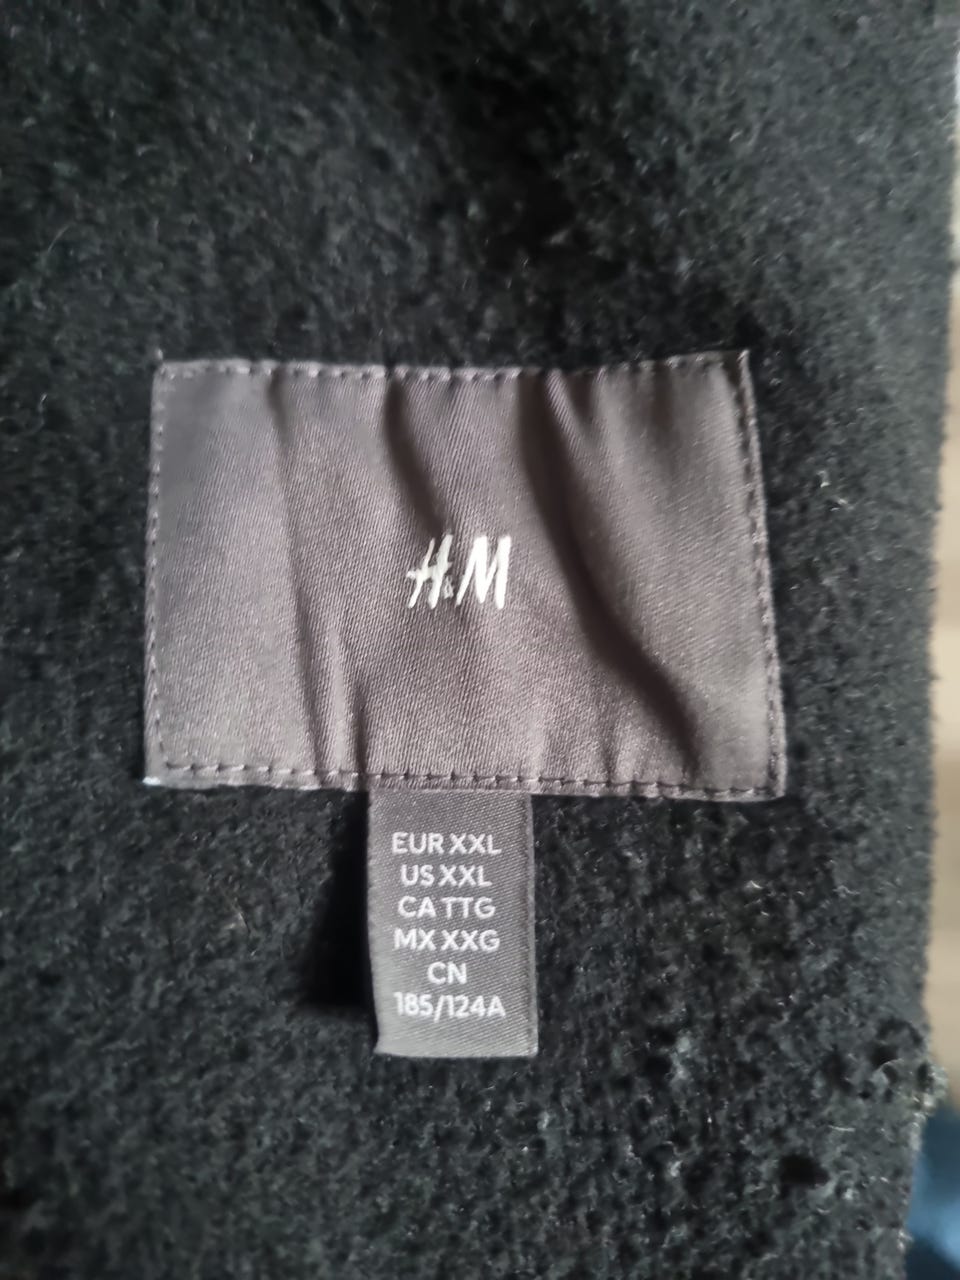 H&M
EUR XXL
US XXL
CA TTG
MX XXG
CN
185/124A